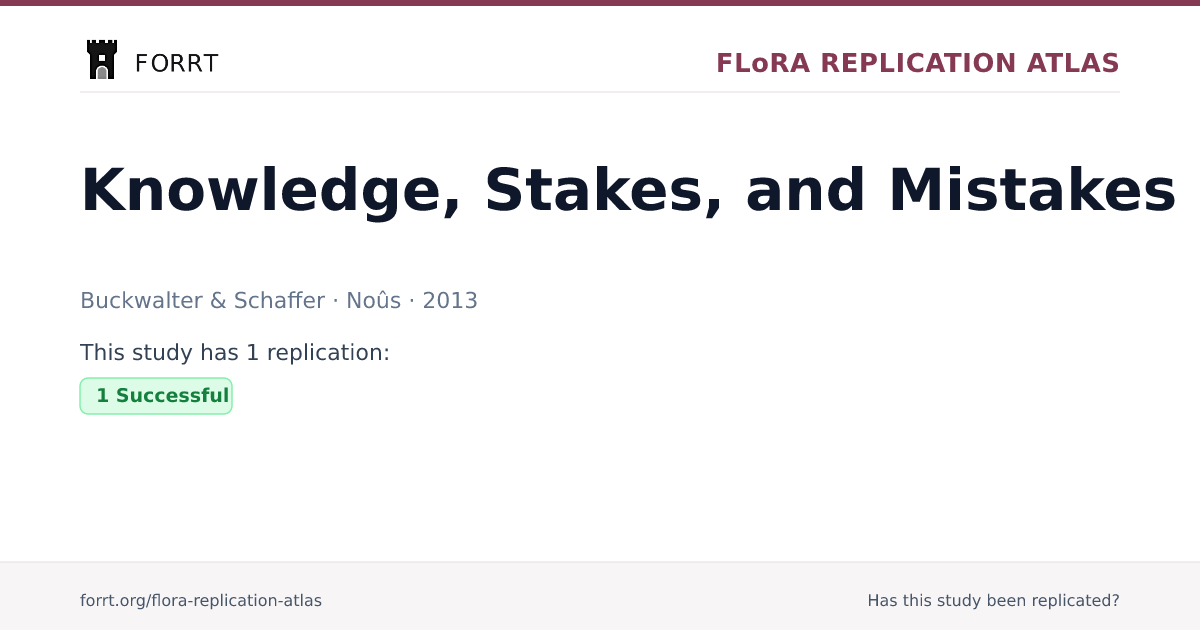 FORRT
FLoRA REPLICATION ATLAS
Knowledge, Stakes, and Mistakes
Buckwalter & Schaffer · Noûs · 2013
This study has 1 replication:
1 Successful
forrt.org/flora-replication-atlas
Has this study been replicated?